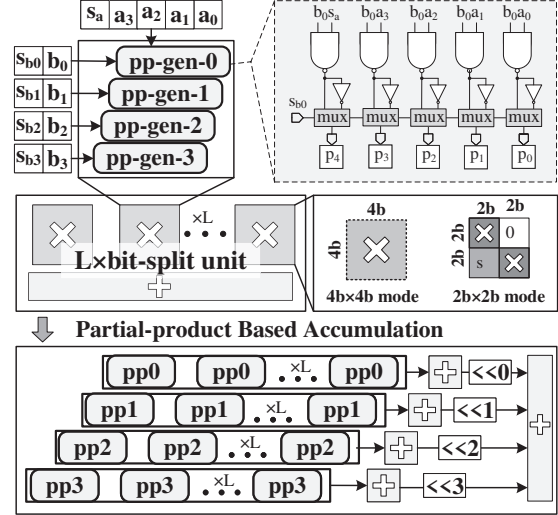 sa a3 a2 a1 a0
sb0 b0
sb1 b1
sb2 b2
sb3 b3
pp-gen-0
pp-gen-1
pp-gen-2
pp-gen-3
b0sa b0a3 b0a2 b0a1 b0a0
sb0
mux mux mux mux mux
p4 p3 p2 p1 p0
×L
L×bit-split unit
4b
4b
4b×4b mode
2b 2b
2b
2b
0
s
2b×2b mode
Partial-product Based Accumulation
pp0 pp0 ×L pp0 <<0
pp1 pp1 ×L pp1 <<1
pp2 pp2 ×L pp2 <<2
pp3 pp3 ×L pp3 <<3